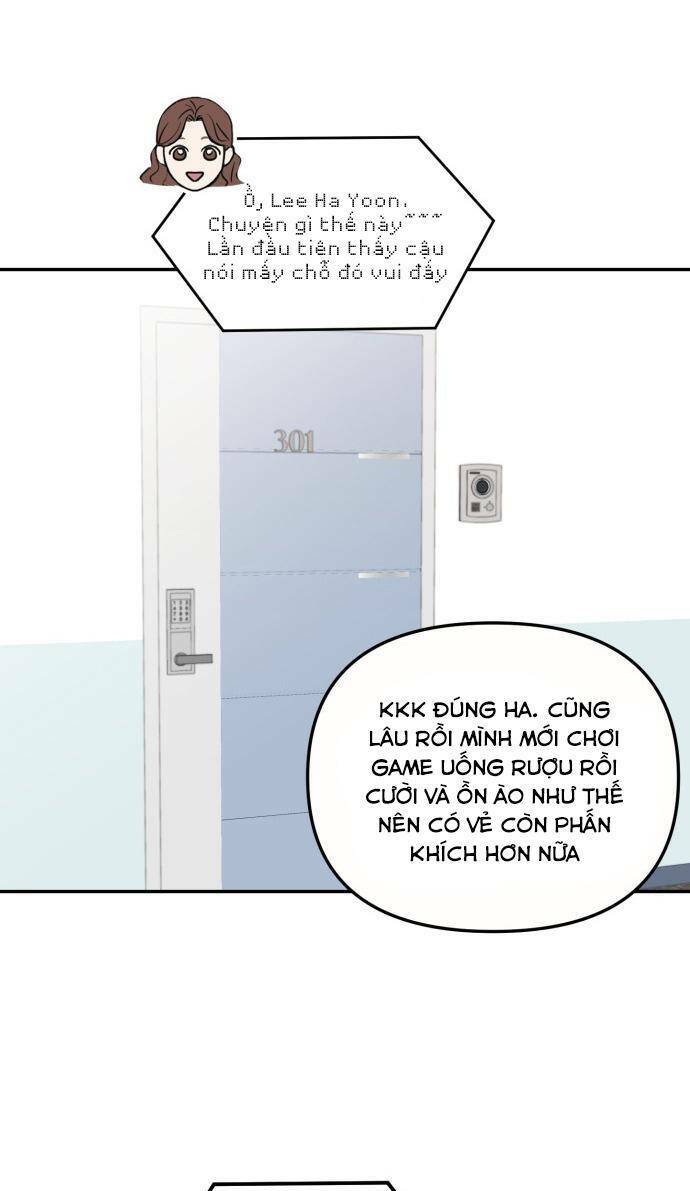 Ồ, Lee Ha Yoon.
Chuyện gì thế này~~~
Lần đầu tiên thấy cậu
nói mấy chỗ đó vui đấy
301
KKK ĐÚNG HA. CŨNG
LÂU RỒI MÌNH MỚI CHƠI
GAME UỐNG RƯỢU RỒI
CƯỜI VÀ ỒN ÀO NHƯ THẾ
NÊN CÓ VẺ CÒN PHẤN
KHÍCH HƠN NỮA